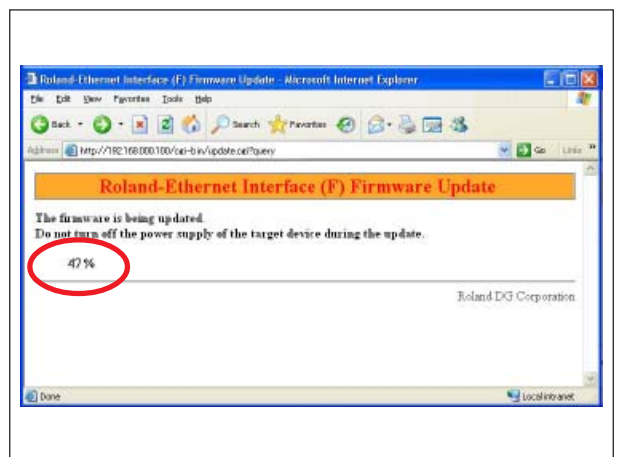 Roland-Ethernet Interface (F) Firmware Update - Microsoft Internet Explorer
File Edit View Favorites Tools Help
Back Search Favorites
Address http://192.168.000.100/cgi-bin/update.cgi?query Go Links »
Roland-Ethernet Interface (F) Firmware Update
The firmware is being updated.
Do not turn off the power supply of the target device during the update.
47 %
Roland DG Corporation
Done Local intranet